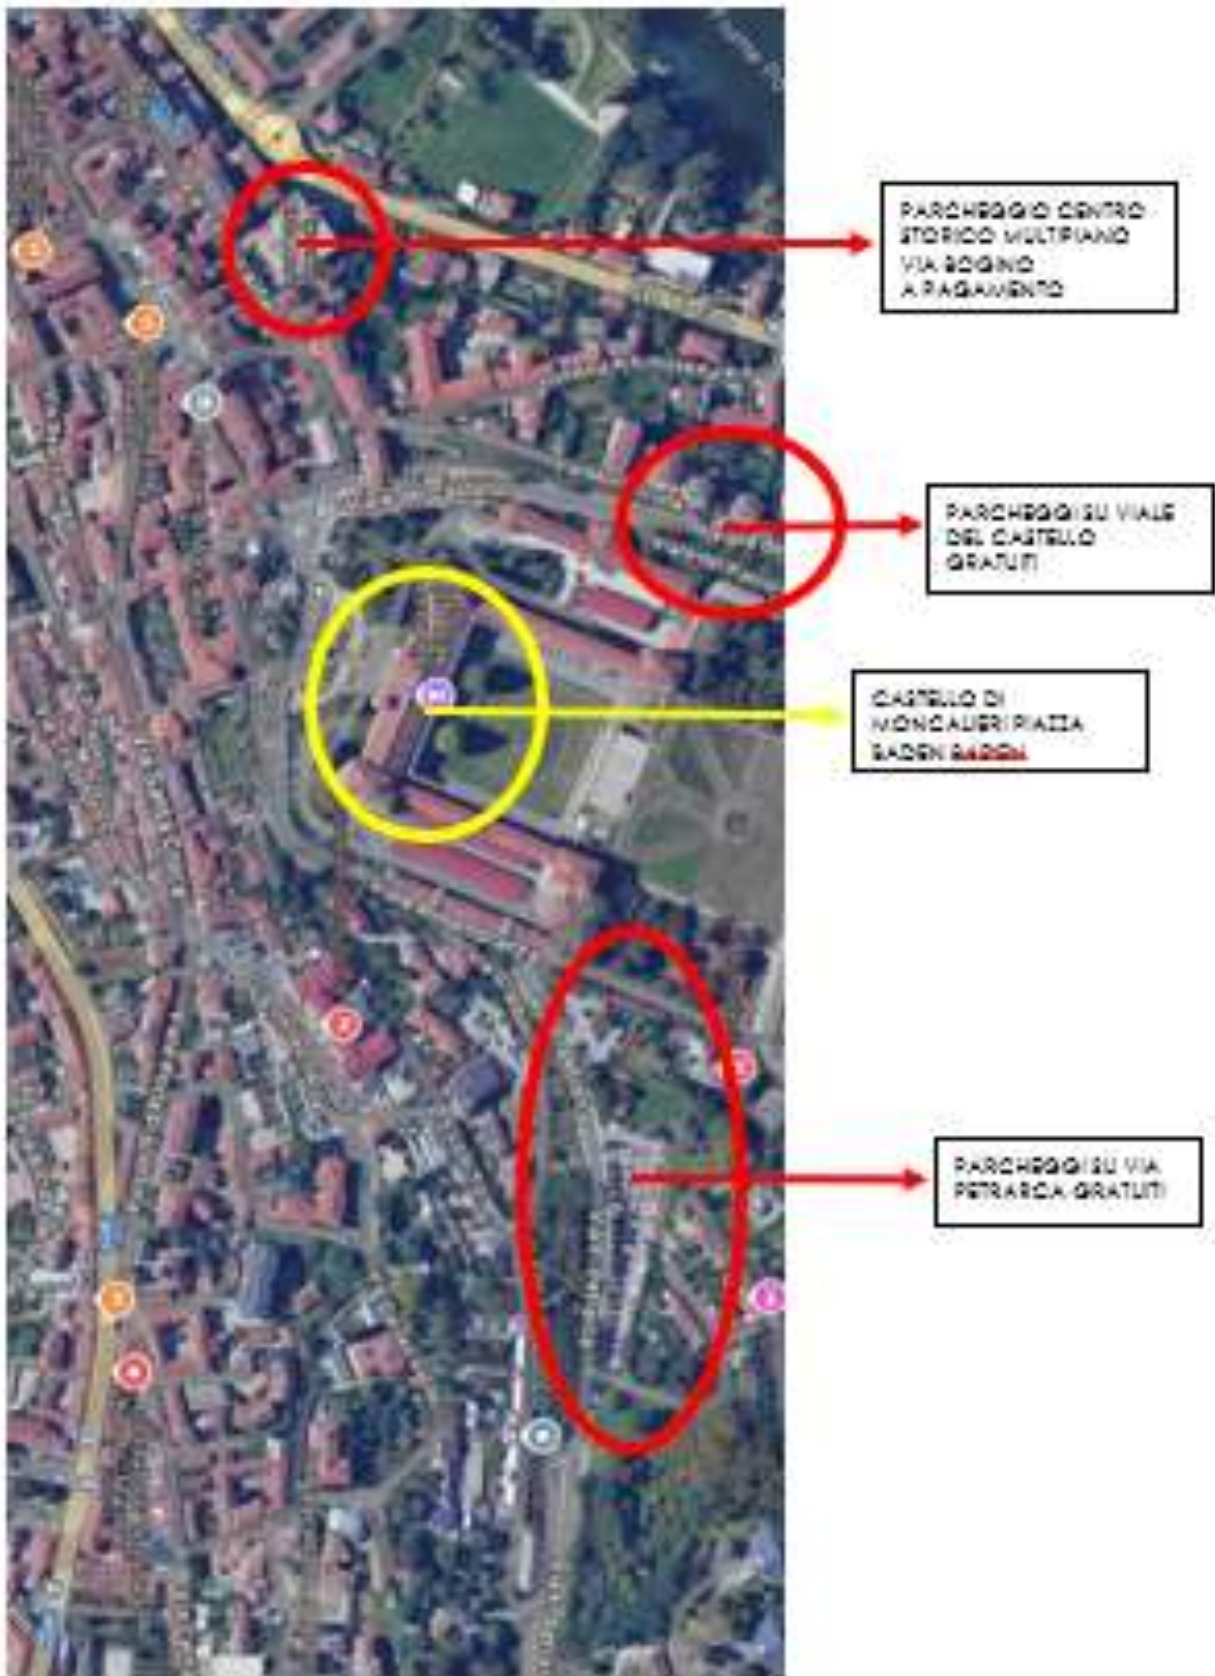 PARCHEGGIO CENTRO
STORICO MULTIPIANO
VIA BOGINO
A PAGAMENTO
PARCHEGGI SU VIALE
DEL CASTELLO
GRATUITI
CASTELLO DI
MONCALIERI PIAZZA
BADEN BADEN
PARCHEGGI SU VIA
PETRARCA GRATUITI